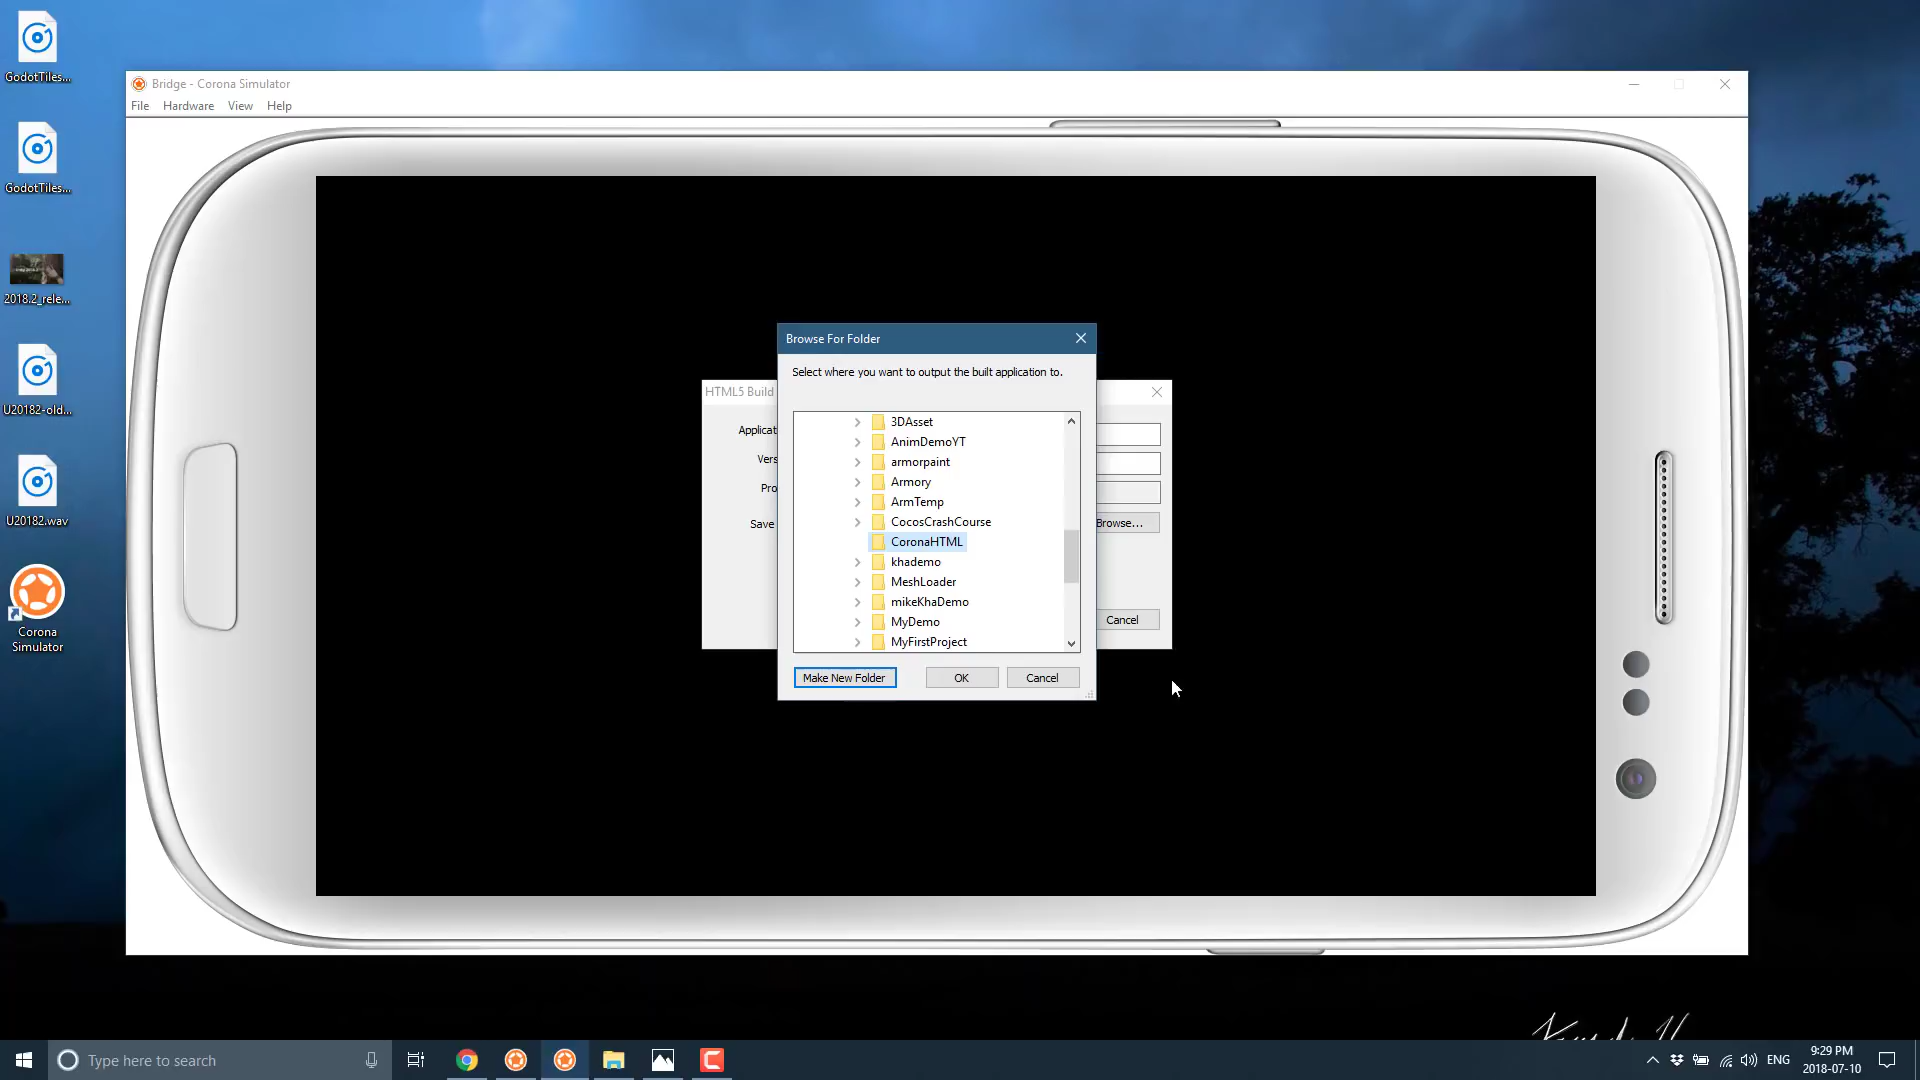 GodotTiles...
GodotTiles...
2018.2_rele...
U20182-old...
U20182.wav
Corona
Simulator
Bridge - Corona Simulator
File Hardware View Help
HTML5 Build
Applicat
Vers
Pro
Save
Browse...
Cancel
Browse For Folder
Select where you want to output the built application to.
3DAsset
AnimDemoYT
armorpaint
Armory
ArmTemp
CocosCrashCourse
CoronaHTML
khademo
MeshLoader
mikeKhaDemo
MyDemo
MyFirstProject
Make New Folder OK Cancel
Type here to search
ENG
9:29 PM
2018-07-10